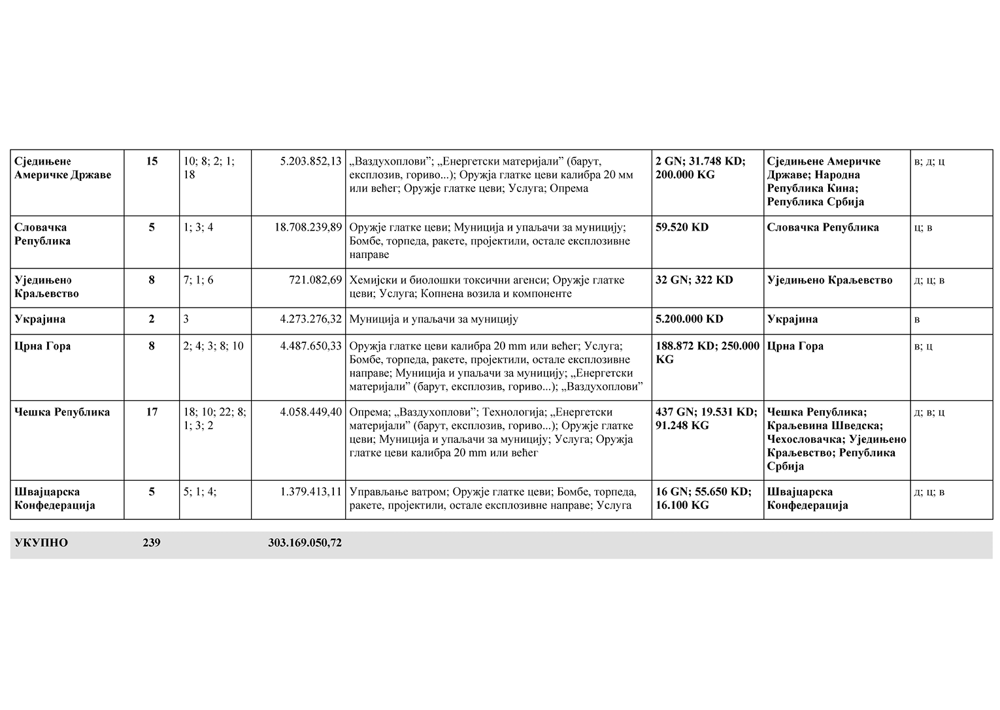 Сједињене
Америчке Државе
15
10; 8; 2; 1;
18
5.203.852,13
„Ваздухоплови”; „Енергетски материјали” (барут,
експлозив, гориво...); Оружја глатке цеви калибра 20 мм
или већег; Оружје глатке цеви; Услуга; Опрема
2 GN; 31.748 KD;
200.000 KG
Сједињене Америчке
Државе; Народна
Република Кина;
Република Србија
в; д; ц
Словачка
Република
5
1; 3; 4
18.708.239,89
Оружје глатке цеви; Муниција и упаљачи за муницију;
Бомбе, торпеда, ракете, пројектили, остале експлозивне
направе
59.520 KD
Словачка Република
ц; в
Уједињено
Краљевство
8
7; 1; 6
721.082,69
Хемијски и биолошки токсични агенси; Оружје глатке
цеви; Услуга; Копнена возила и компоненте
32 GN; 322 KD
Уједињено Краљевство
д; ц; в
Украјина
2
3
4.273.276,32
Муниција и упаљачи за муницију
5.200.000 KD
Украјина
в
Црна Гора
8
2; 4; 3; 8; 10
4.487.650,33
Оружја глатке цеви калибра 20 mm или већег; Услуга;
Бомбе, торпеда, ракете, пројектили, остале експлозивне
направе; Муниција и упаљачи за муницију; „Енергетски
материјали” (барут, експлозив, гориво...); „Ваздухоплови”
188.872 KD; 250.000
KG
Црна Гора
в; ц
Чешка Република
17
18; 10; 22; 8;
1; 3; 2
4.058.449,40
Опрема; „Ваздухоплови”; Технологија; „Енергетски
материјали” (барут, експлозив, гориво...); Оружје глатке
цеви; Муниција и упаљачи за муницију; Услуга; Оружја
глатке цеви калибра 20 mm или већег
437 GN; 19.531 KD;
91.248 KG
Чешка Република;
Краљевина Шведска;
Чехословачка; Уједињено
Краљевство; Република
Србија
д; в; ц
Швајцарска
Конфедерација
5
5; 1; 4;
1.379.413,11
Управљање ватром; Оружје глатке цеви; Бомбе, торпеда,
ракете, пројектили, остале експлозивне направе; Услуга
16 GN; 55.650 KD;
16.100 KG
Швајцарска
Конфедерација
д; ц; в
УКУПНО
239
303.169.050,72